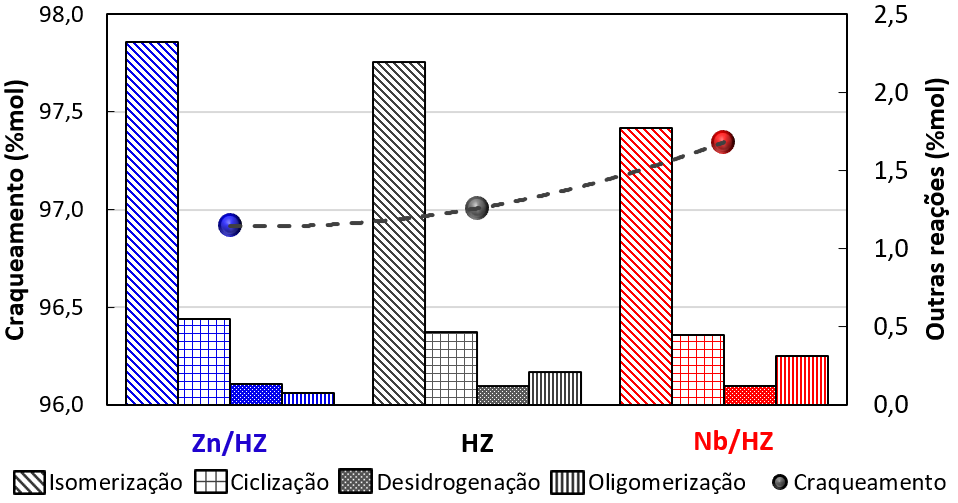 Craqueamento (%mol)
98,0
97,5
97,0
96,5
96,0
2,5
2,0
1,5
1,0
0,5
0,0
Outras reações (%mol)
Zn/HZ HZ Nb/HZ
Isomerização Ciclização Desidrogenação Oligomerização Craqueamento